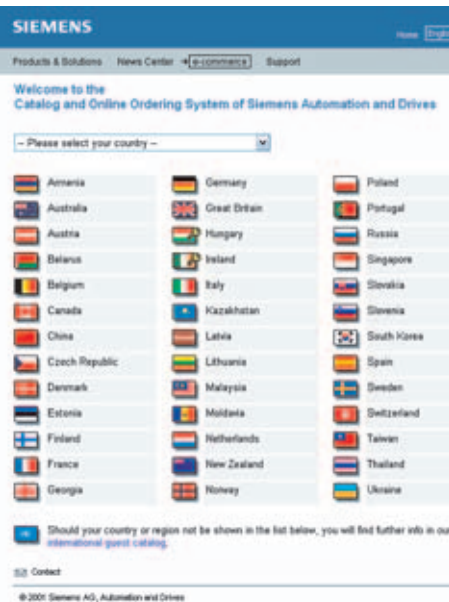 SIEMENS
Home English
Products & Solutions News Center e-commerce Support
Welcome to the
Catalog and Online Ordering System of Siemens Automation and Drives
-- Please select your country --
Armenia Germany Poland
Australia Great Britain Portugal
Austria Hungary Russia
Belarus Ireland Singapore
Belgium Italy Slovakia
Canada Kazakhstan Slovenia
China Latvia South Korea
Czech Republic Lithuania Spain
Denmark Malaysia Sweden
Estonia Moldavia Switzerland
Finland Netherlands Taiwan
France New Zealand Thailand
Georgia Norway Ukraine
Should your country or region not be shown in the list below, you will find further info in our
international guest catalog.
Contact
© 2001 Siemens AG, Automation and Drives